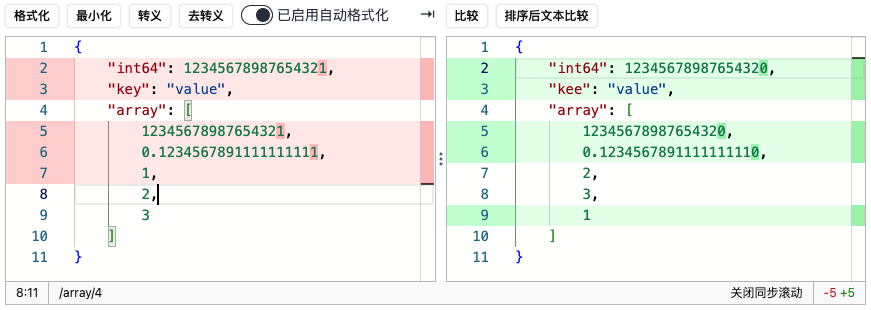 格式化 最小化 转义 去转义 已启用自动格式化 比较 排序后文本比较
1 {
2 "int64": 12345678987654321,
3 "key": "value",
4 "array": [
5 12345678987654321,
6 0.1234567891111111111,
7 1,
8 2,
9 3
10 ]
11 }
1 {
2 "int64": 12345678987654320,
3 "kee": "value",
4 "array": [
5 12345678987654320,
6 0.1234567891111111110,
7 2,
8 3,
9 1
10 ]
11 }
8:11 /array/4 关闭同步滚动 -5 +5